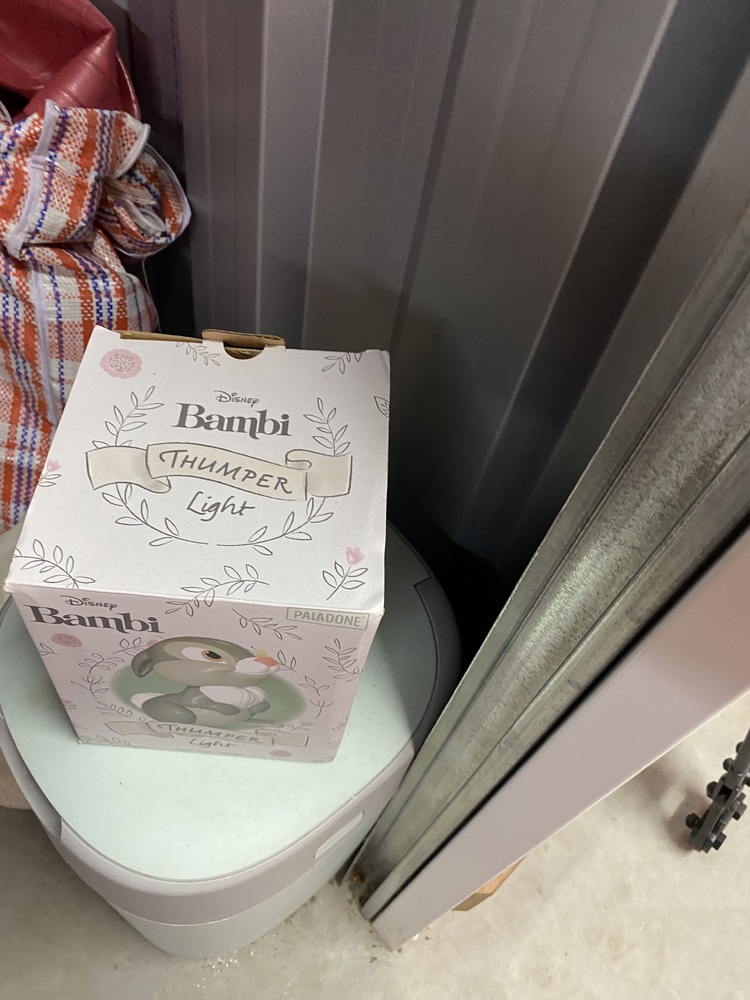 Disney
Bambi
THUMPER
Light
Disney
Bambi
PALADONE
THUMPER
Light